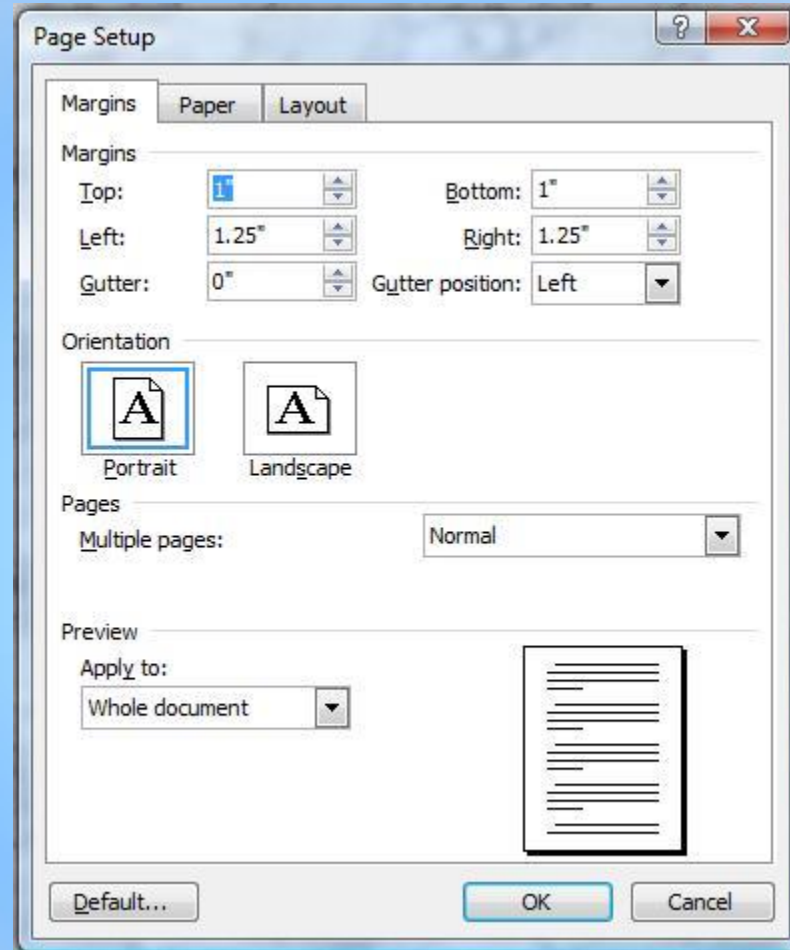 Page Setup
Margins Paper Layout
Margins
Top: 1" Bottom: 1"
Left: 1.25" Right: 1.25"
Gutter: 0" Gutter position: Left
Orientation
A A
Portrait Landscape
Pages
Multiple pages: Normal
Preview
Apply to:
Whole document
Default... OK Cancel